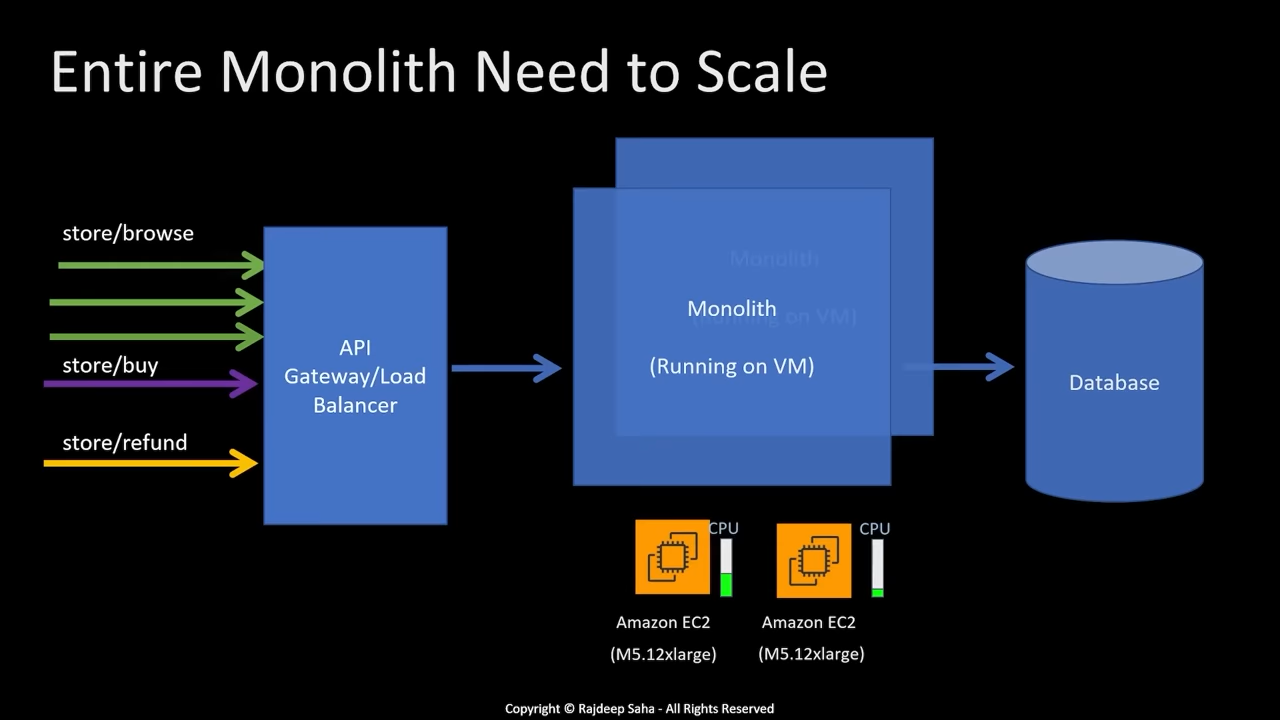 Entire Monolith Need to Scale
store/browse
store/buy
store/refund
API
Gateway/Load
Balancer
Monolith
(Running on VM)
Monolith
(Running on VM)
Database
CPU
CPU
Amazon EC2
(M5.12xlarge)
Amazon EC2
(M5.12xlarge)
Copyright © Rajdeep Saha - All Rights Reserved